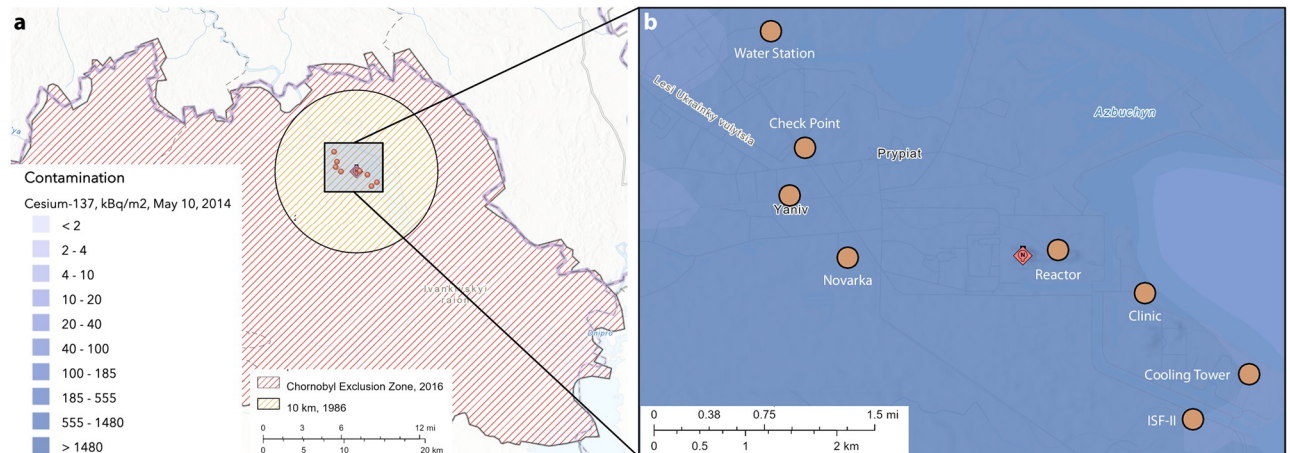 a
Contamination
Cesium-137, kBq/m2, May 10, 2014
< 2
2 - 4
4 - 10
10 - 20
20 - 40
40 - 100
100 - 185
185 - 555
555 - 1480
> 1480
raion
Dnipro
Chornobyl Exclusion Zone, 2016
10 km, 1986
0 3 6 12 mi
0 5 10 20 km
b
Water Station
Lesi Ukrainky vulytsia
Azbuchyn
Check Point
Prypiat
Yaniv
Novarka
N
Reactor
Clinic
Cooling Tower
ISF-II
0 0.38 0.75 1.5 mi
0 0.5 1 2 km